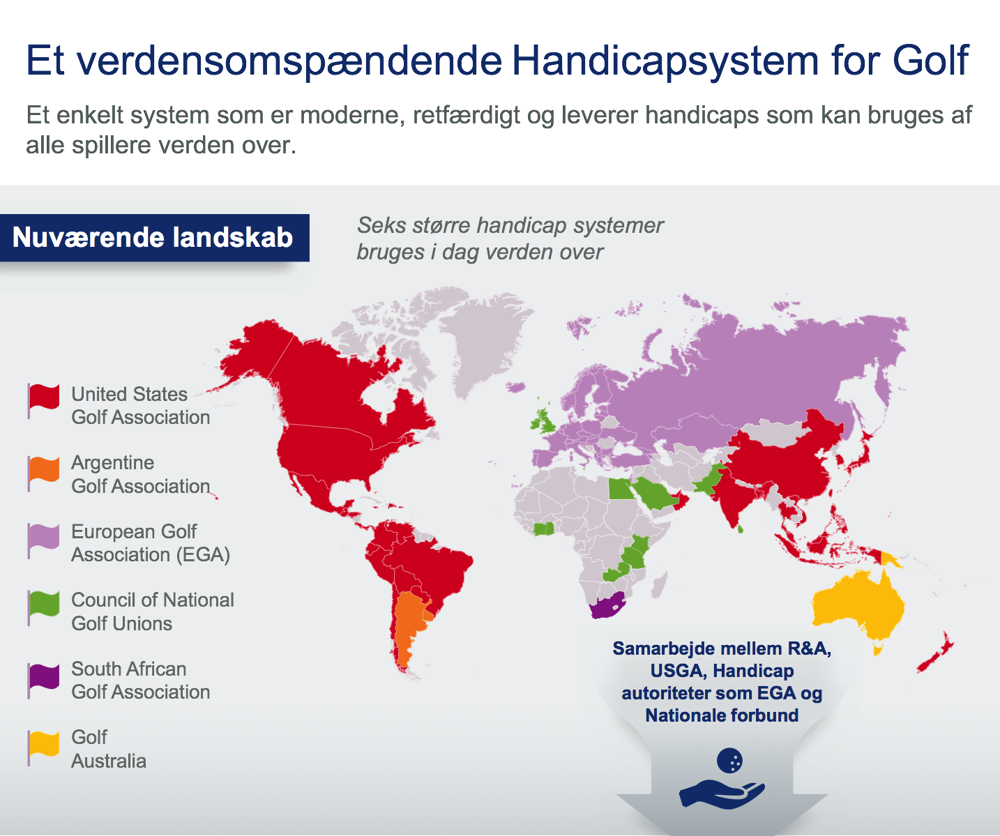 Et verdensomspændende Handicapsystem for Golf
Et enkelt system som er moderne, retfærdigt og leverer handicaps som kan bruges af
alle spillere verden over.
Nuværende landskab
Seks større handicap systemer
bruges i dag verden over
United States
Golf Association
Argentine
Golf Association
European Golf
Association (EGA)
Council of National
Golf Unions
South African
Golf Association
Golf
Australia
Samarbejde mellem R&A,
USGA, Handicap
autoriteter som EGA og
Nationale forbund